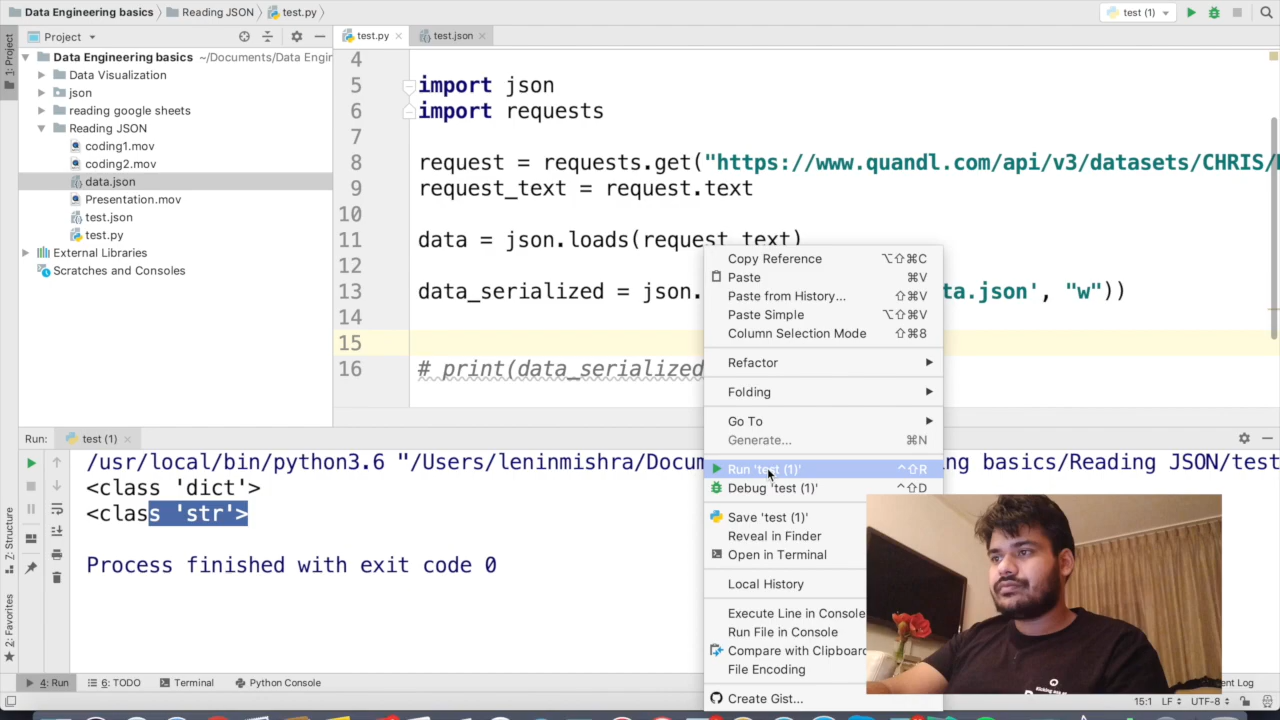 Data Engineering basics Reading JSON test.py test (1)
1: Project
Project
test.py test.json
Data Engineering basics ~/Documents/Data Engin
Data Visualization
json
reading google sheets
Reading JSON
coding1.mov
coding2.mov
data.json
Presentation.mov
test.json
test.py
External Libraries
Scratches and Consoles
4
5 import json
6 import requests
7
8 request = requests.get("https://www.quandl.com/api/v3/datasets/CHRIS/
9 request_text = request.text
10
11 data = json.loads(request_text)
12
13 data_serialized = json. ta.json', "w"))
14
15
16 # print(data_serialized
Copy Reference ⌥⇧⌘C
Paste ⌘V
Paste from History... ⇧⌘V
Paste Simple ⌥⇧⌘V
Column Selection Mode ⇧⌘8
Refactor
Folding
Go To
Generate... ⌘N
Run 'test (1)' ^⇧R
Debug 'test (1)' ^⇧D
Save 'test (1)'
Reveal in Finder
Open in Terminal
Local History
Execute Line in Console
Run File in Console
Compare with Clipboard
File Encoding
Create Gist...
Run: test (1)
/usr/local/bin/python3.6 "/Users/leninmishra/Docum ng basics/Reading JSON/test
<class 'dict'>
<class 'str'>
Process finished with exit code 0
Z: Structure
2: Favorites
4: Run 6: TODO Terminal Python Console nt Log
15:1 LF UTF-8